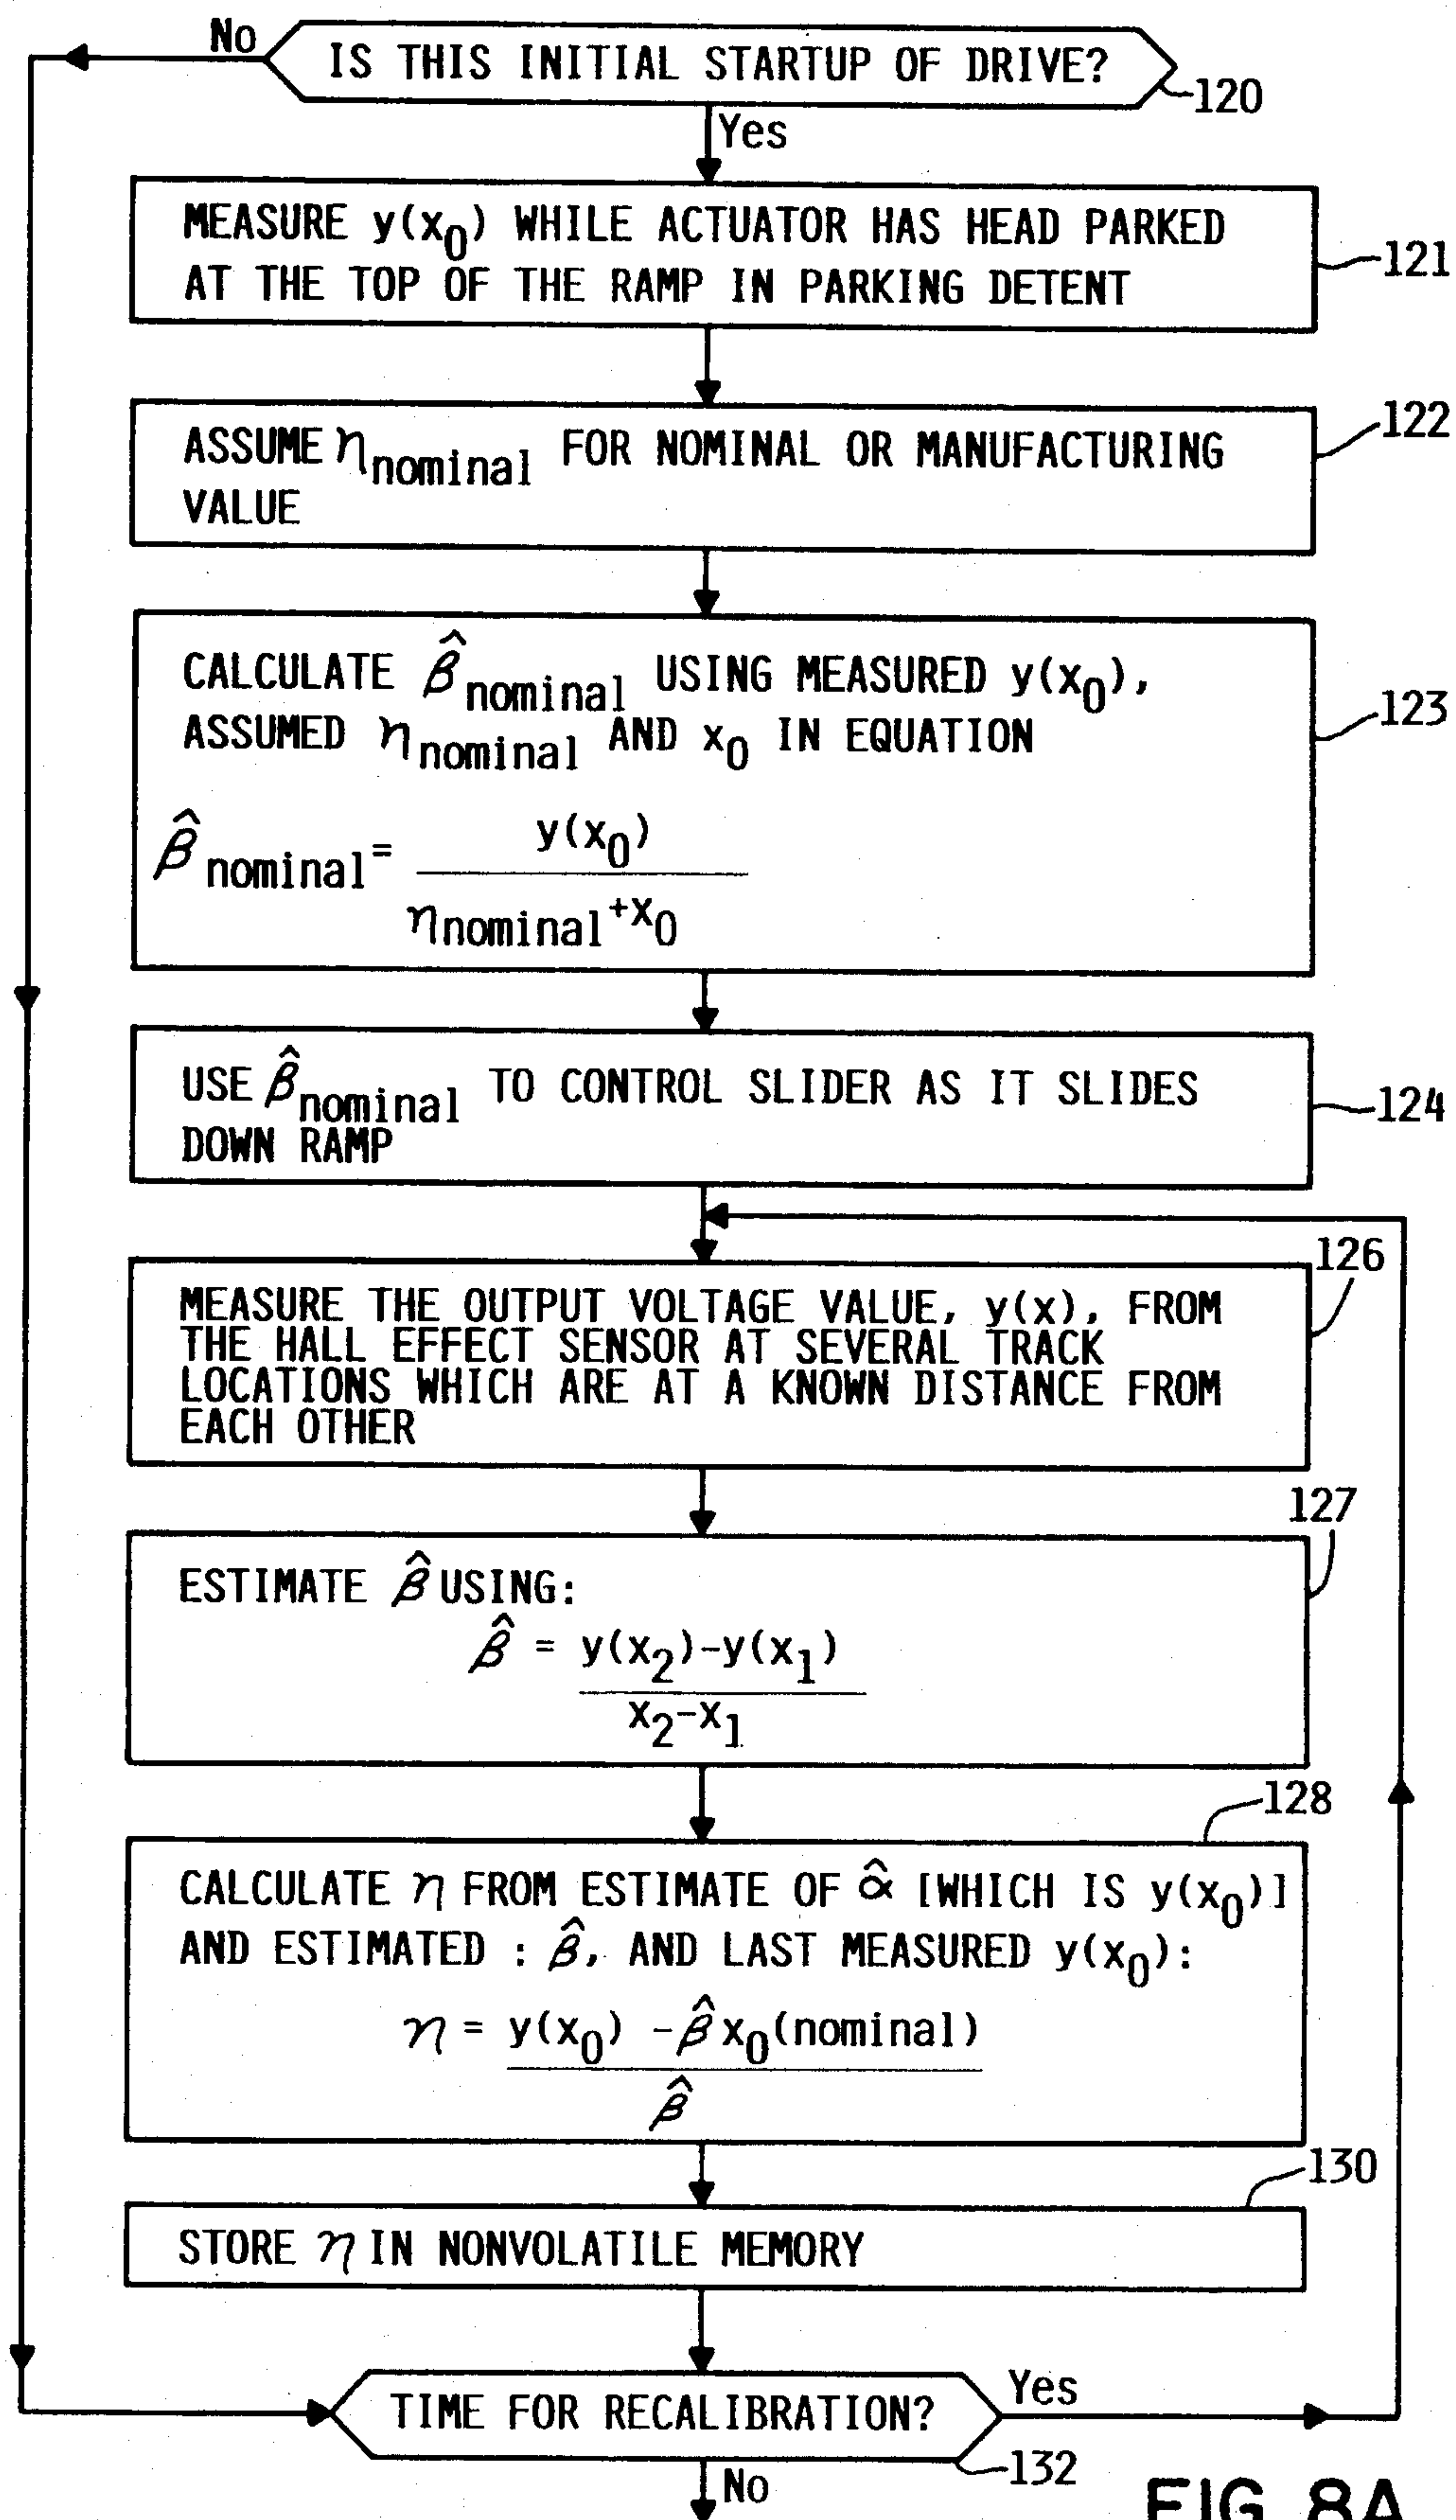 No
IS THIS INITIAL STARTUP OF DRIVE?
120
Yes
MEASURE y(x₀) WHILE ACTUATOR HAS HEAD PARKED
AT THE TOP OF THE RAMP IN PARKING DETENT
121
ASSUME η nominal FOR NOMINAL OR MANUFACTURING
VALUE
122
CALCULATE β̂ nominal USING MEASURED y(x₀),
ASSUMED η nominal AND x₀ IN EQUATION
123
y(x₀)
β̂ nominal =
η nominal + x₀
USE β̂ nominal TO CONTROL SLIDER AS IT SLIDES
DOWN RAMP
124
126
MEASURE THE OUTPUT VOLTAGE VALUE, y(x), FROM
THE HALL EFFECT SENSOR AT SEVERAL TRACK
LOCATIONS WHICH ARE AT A KNOWN DISTANCE FROM
EACH OTHER
127
ESTIMATE β̂ USING:
β̂ = y(x₂)-y(x₁)
x₂-x₁
128
CALCULATE η FROM ESTIMATE OF α̂ [WHICH IS y(x₀)]
AND ESTIMATED : β̂, AND LAST MEASURED y(x₀):
η = y(x₀) -β̂ x₀(nominal)
β̂
130
STORE η IN NONVOLATILE MEMORY
TIME FOR RECALIBRATION?
Yes
132
No
FIG. 8A